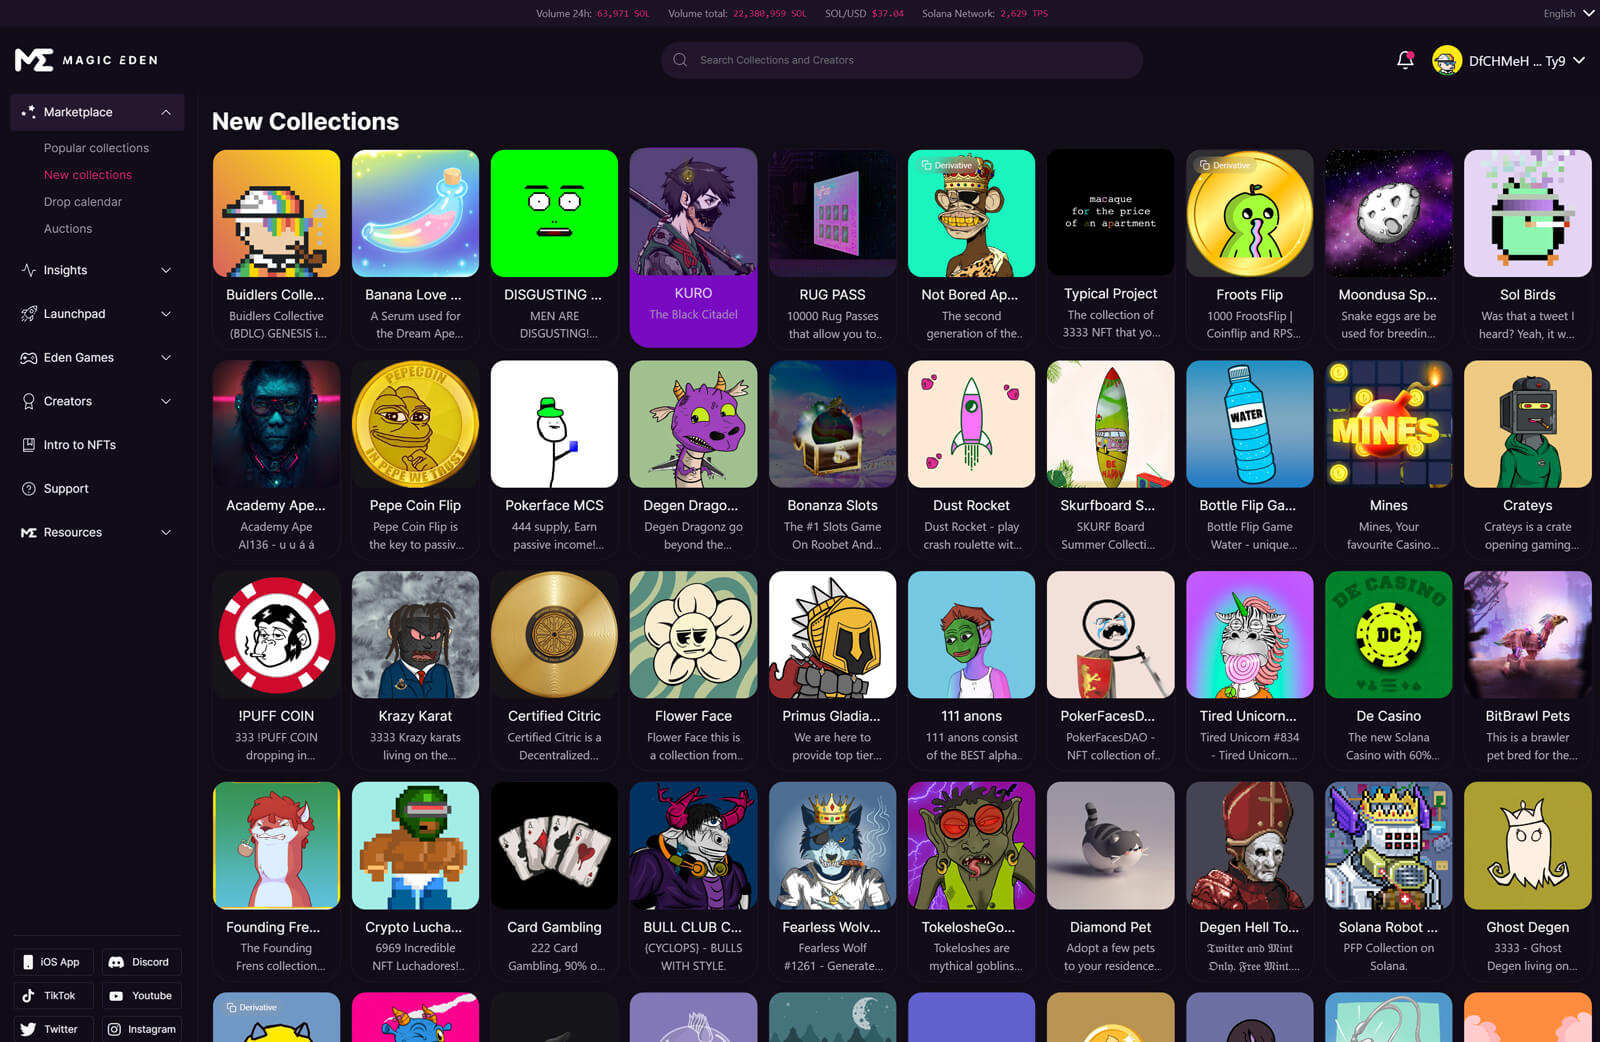 Volume 24h: 63,971 SOL Volume total: 22,380,959 SOL SOL/USD $37.04 Solana Network: 2,629 TPS English
MAGIC EDEN
Search Collections and Creators
DfCHMeH ... Ty9
Marketplace
Popular collections
New collections
Drop calendar
Auctions
Insights
Launchpad
Eden Games
Creators
Intro to NFTs
Support
Resources
iOS App
Discord
TikTok
Youtube
Twitter
Instagram
New Collections
Buidlers Colle...
Buidlers Collective
(BDLC) GENESIS i...
Banana Love ...
A Serum used for
the Dream Ape...
DISGUSTING ...
MEN ARE
DISGUSTING!...
KURO
The Black Citadel
RUG PASS
10000 Rug Passes
that allow you to...
Derivative
Not Bored Ap...
The second
generation of the...
macaque
for the price
of an apartment
Typical Project
The collection of
3333 NFT that yo...
Derivative
Froots Flip
1000 FrootsFlip |
Coinflip and RPS...
Moondusa Sp...
Snake eggs are be
used for breedin...
Sol Birds
Was that a tweet I
heard? Yeah, it w...
Academy Ape...
Academy Ape
AI136 - u u á á
PEPECOIN
IN PEPE WE TRUST
Pepe Coin Flip
Pepe Coin Flip is
the key to passiv...
Pokerface MCS
444 supply, Earn
passive income!...
Degen Drago...
Degen Dragonz go
beyond the...
Bonanza Slots
The #1 Slots Game
On Roobet And...
Dust Rocket
Dust Rocket - play
crash roulette wit...
BE
HAPPY
Skurfboard S...
SKURF Board
Summer Collecti...
WATER
Bottle Flip Ga...
Bottle Flip Game
Water - unique...
MINES
Mines
Mines, Your
favourite Casino...
Crateys
Crateys is a crate
opening gaming...
!PUFF COIN
333 !PUFF COIN
dropping in...
Krazy Karat
3333 Krazy karats
living on the...
Certified Citric
Certified Citric is a
Decentralized...
Flower Face
Flower Face this is
a collection from...
Primus Gladia...
We are here to
provide top tier...
111 anons
111 anons consist
of the BEST alpha...
PokerFacesD...
PokerFacesDAO -
NFT collection of...
Tired Unicorn...
Tired Unicorn #834
- Tired Unicorn...
DE CASINO
DC
De Casino
The new Solana
Casino with 60%...
BitBrawl Pets
This is a brawler
pet bred for the...
Founding Fre...
The Founding
Frens collection...
Crypto Lucha...
6969 Incredible
NFT Luchadores!...
Card Gambling
222 Card
Gambling, 90% o...
BULL CLUB C...
(CYCLOPS) - BULLS
WITH STYLE.
Fearless Wolv...
Fearless Wolf
#1261 - Generate...
TokelosheGo...
Tokeloshes are
mythical goblins...
Diamond Pet
Adopt a few pets
to your residence...
Degen Hell To...
𝔗𝔴𝔦𝔱𝔱𝔢𝔯 𝔞𝔫𝔡 𝔐𝔦𝔫𝔱
𝔒𝔫𝔩𝔶. 𝔉𝔯𝔢𝔢 𝔐𝔦𝔫𝔱....
Solana Robot ...
PFP Collection on
Solana.
Ghost Degen
3333 - Ghost
Degen living on...
Derivative